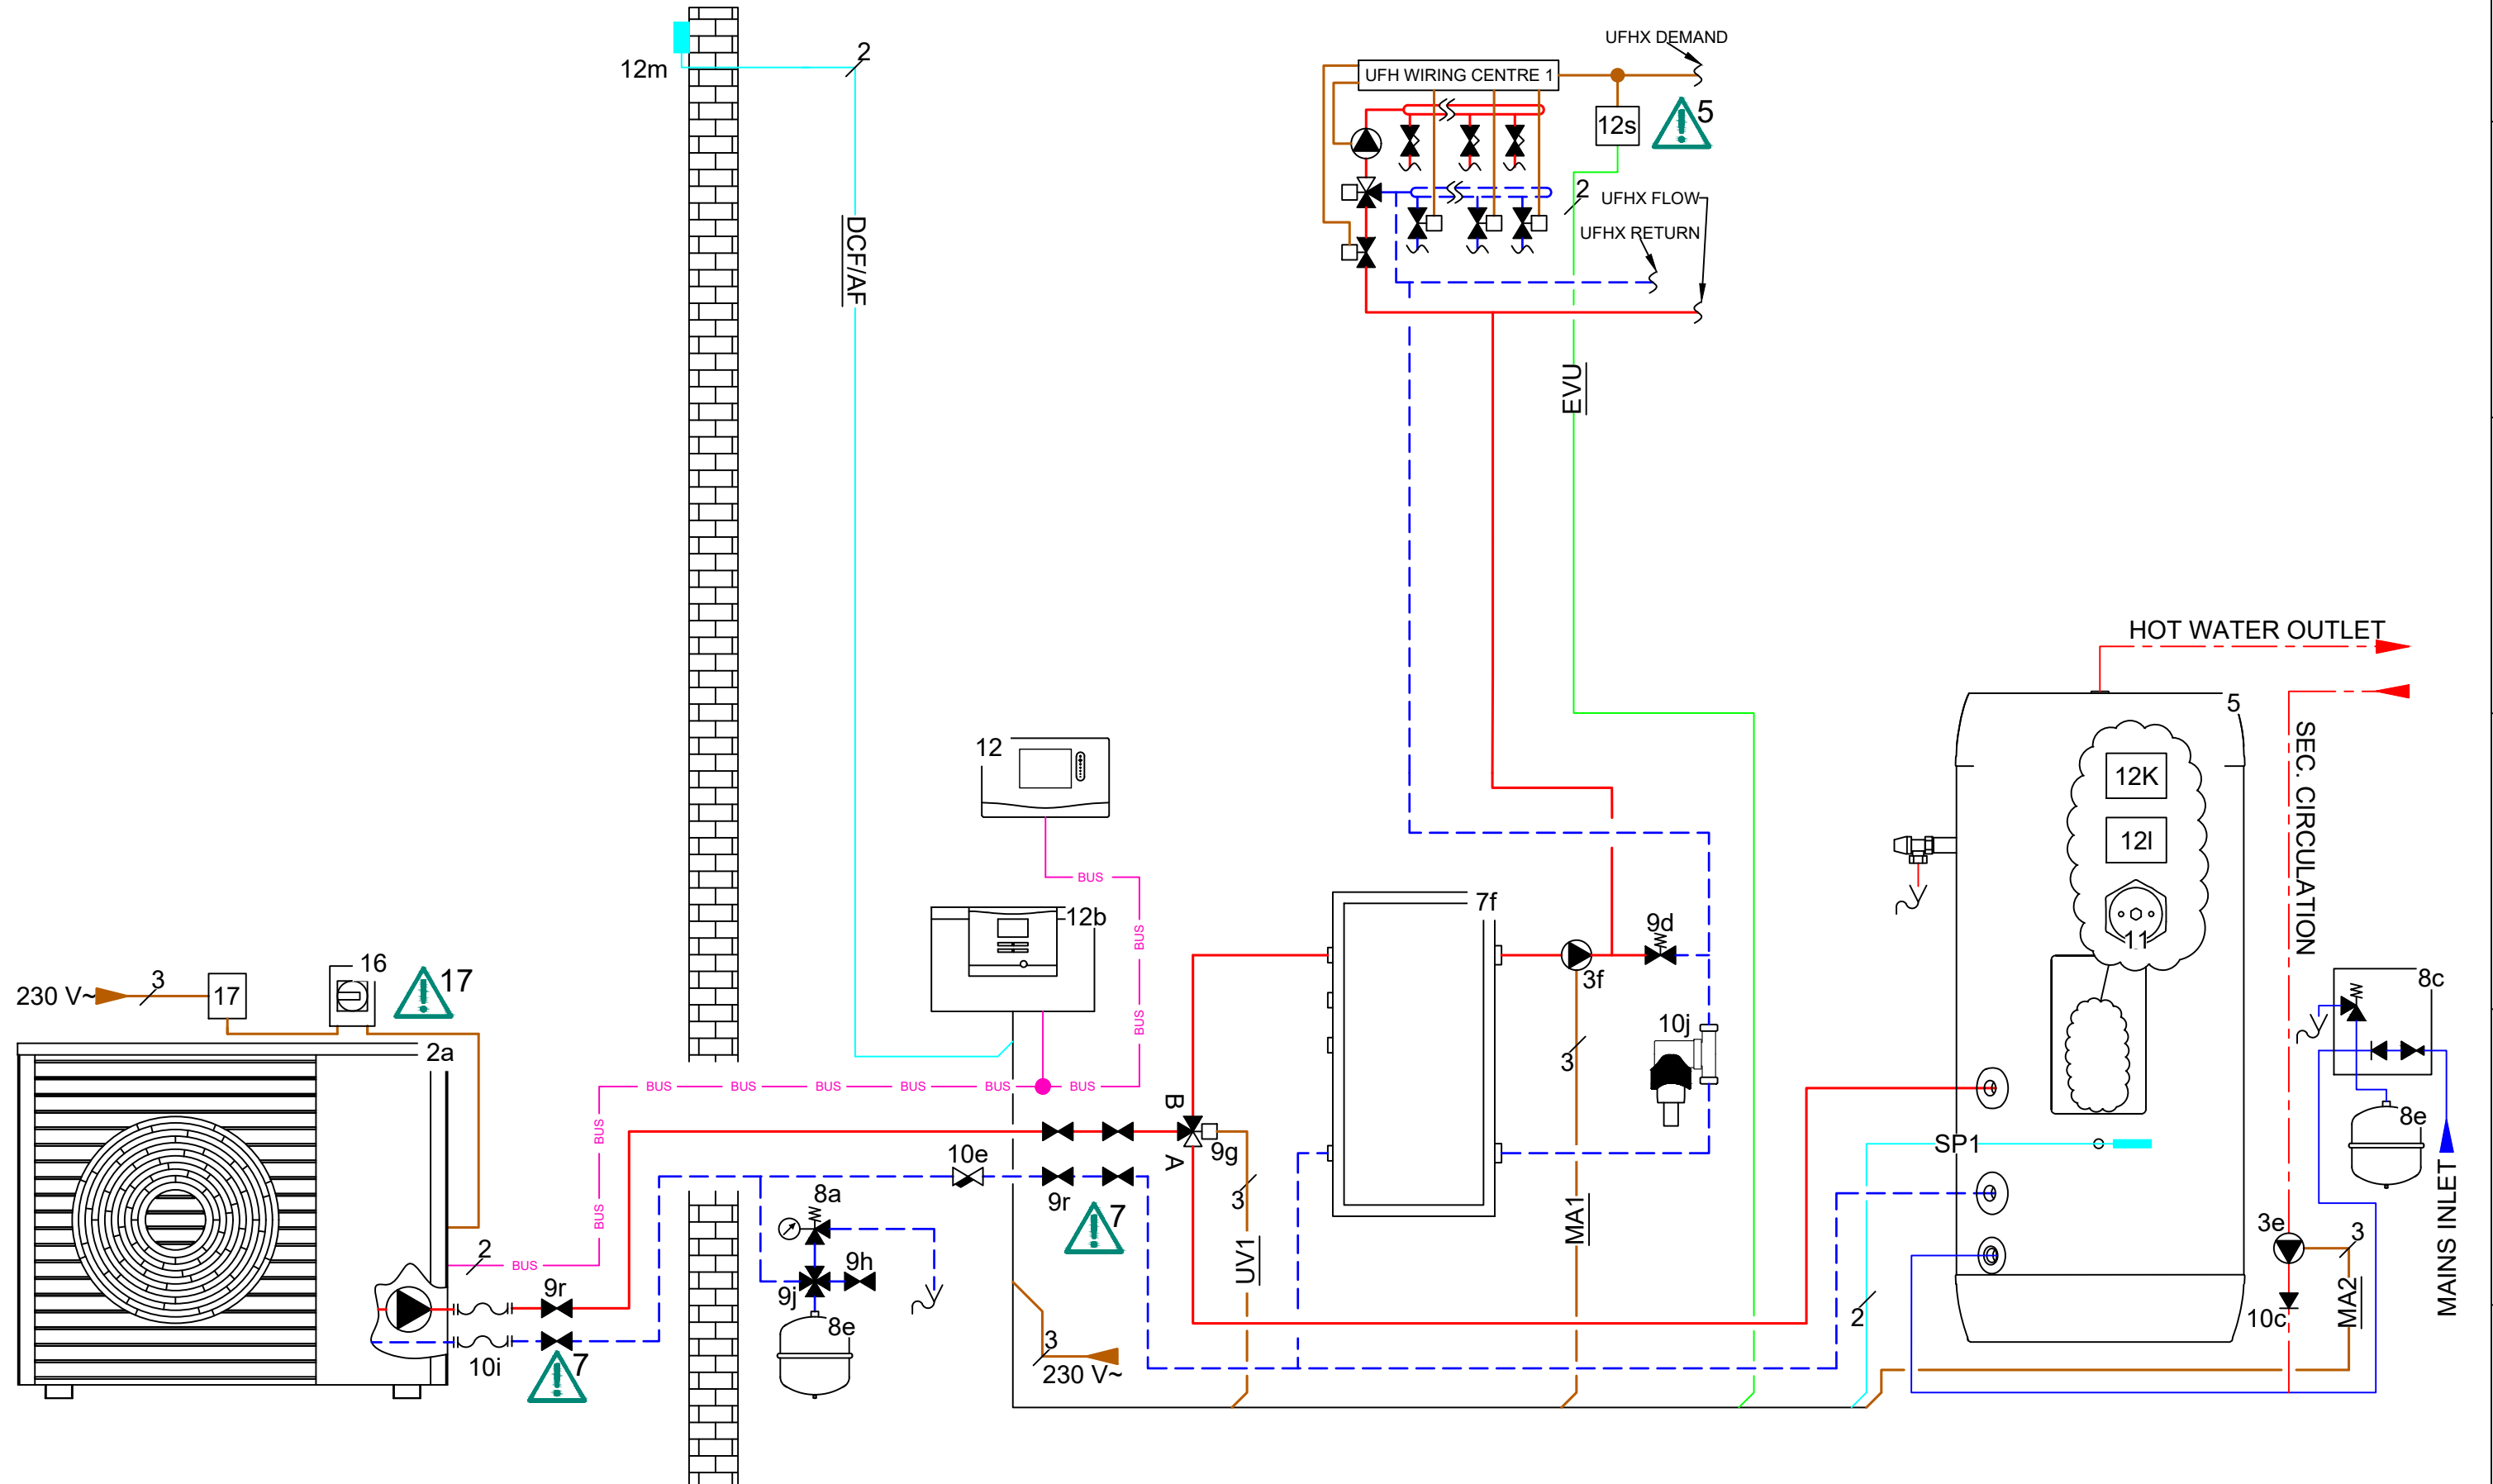 UFHX DEMAND
12m
2
UFH WIRING CENTRE 1
12s
5
2
UFHX FLOW
UFHX RETURN
DCF/AF
EVU
HOT WATER OUTLET
5
SEC. CIRCULATION
12
12K
12l
BUS
BUS
BUS
12b
7f
9d
11
3f
16
17
3
230 V~
17
10j
8c
2a
3
BUS
BUS
BUS
BUS
BUS
BUS
BUS
BUS
B
A
9g
10e
9r
7
8a
SP1
8e
MAINS INLET
3
UV1
MA1
3e
3
2
BUS
9r
9j
9h
8e
10i
7
3
230 V~
2
10c
MA2